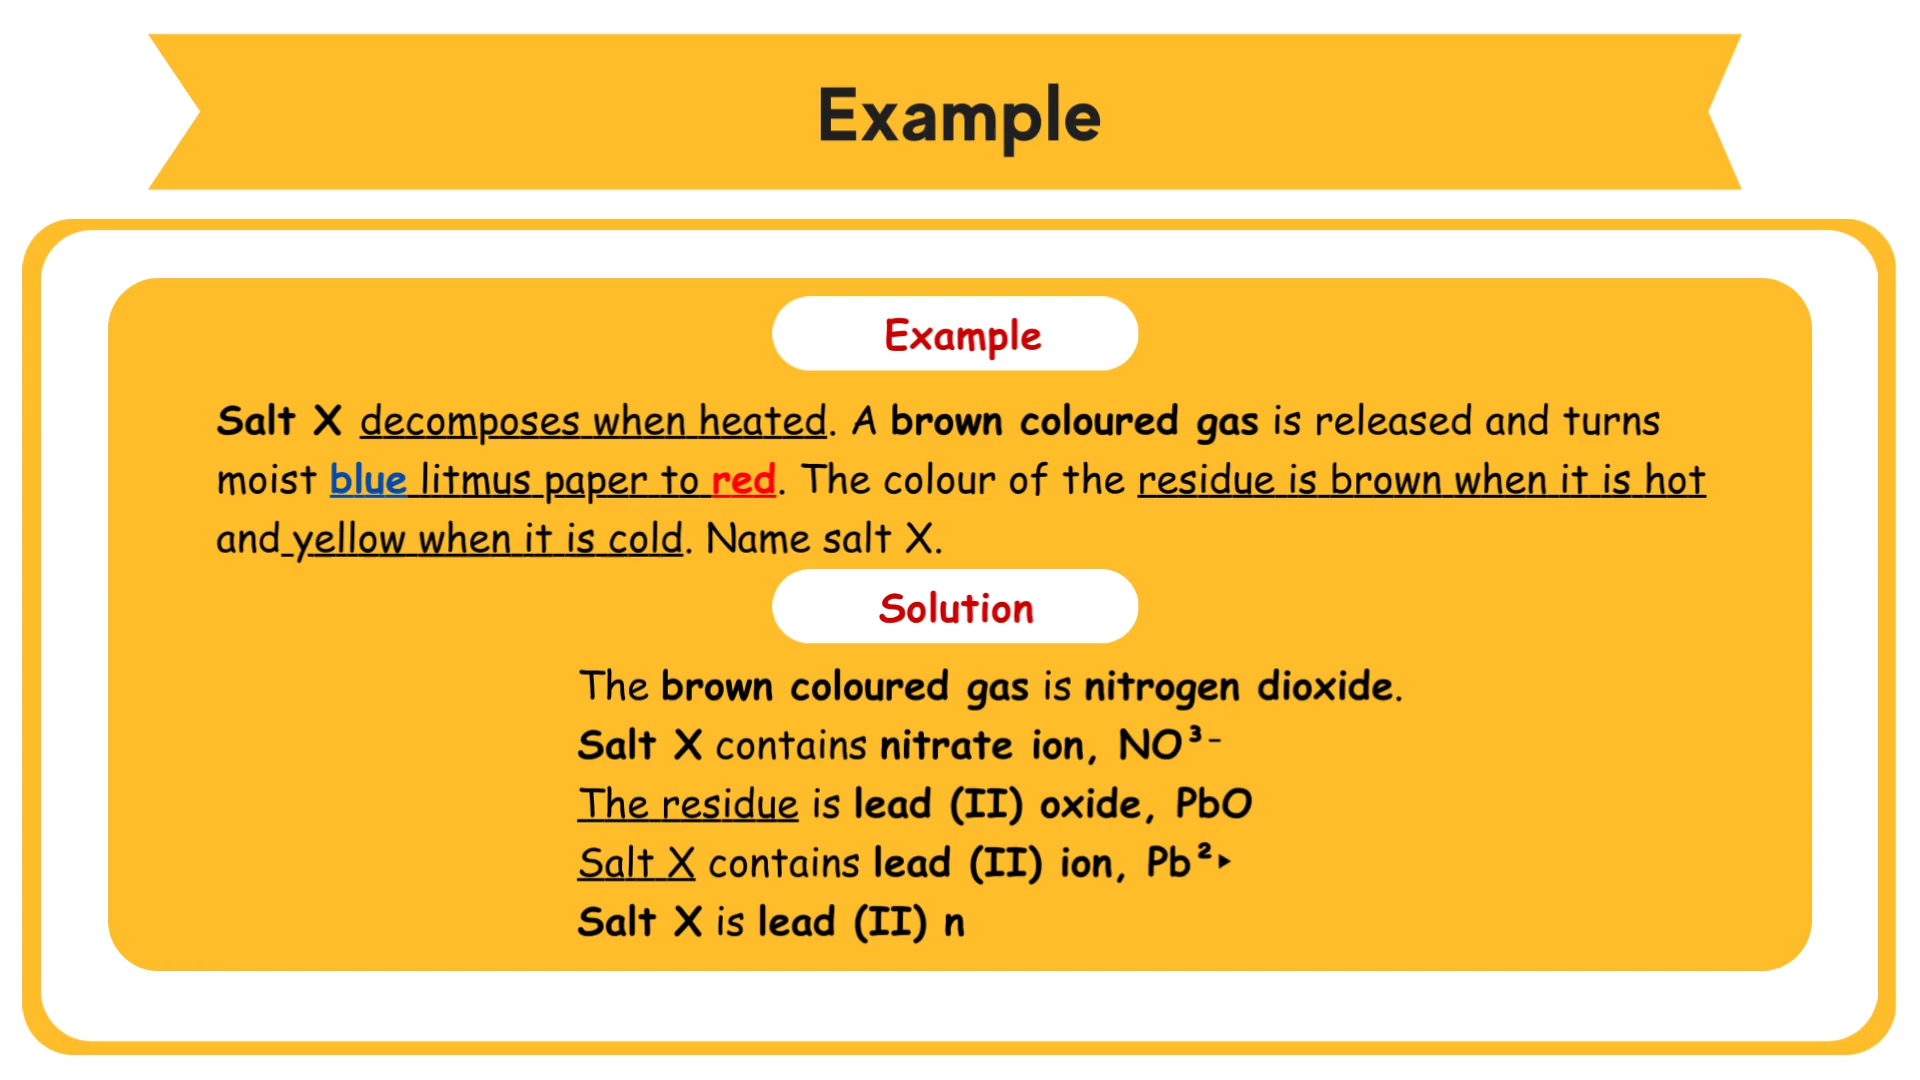 Example
Example
Salt X decomposes when heated. A brown coloured gas is released and turns
moist blue litmus paper to red. The colour of the residue is brown when it is hot
and yellow when it is cold. Name salt X.
Solution
The brown coloured gas is nitrogen dioxide.
Salt X contains nitrate ion, NO³⁻
The residue is lead (II) oxide, PbO
Salt X contains lead (II) ion, Pb²‣
Salt X is lead (II) n